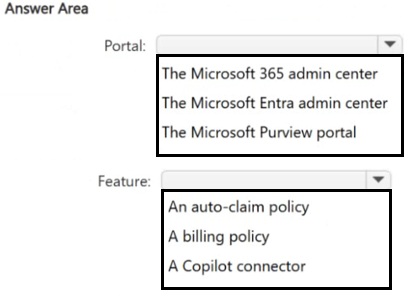 Answer Area
Portal:
The Microsoft 365 admin center
The Microsoft Entra admin center
The Microsoft Purview portal
Feature:
An auto-claim policy
A billing policy
A Copilot connector